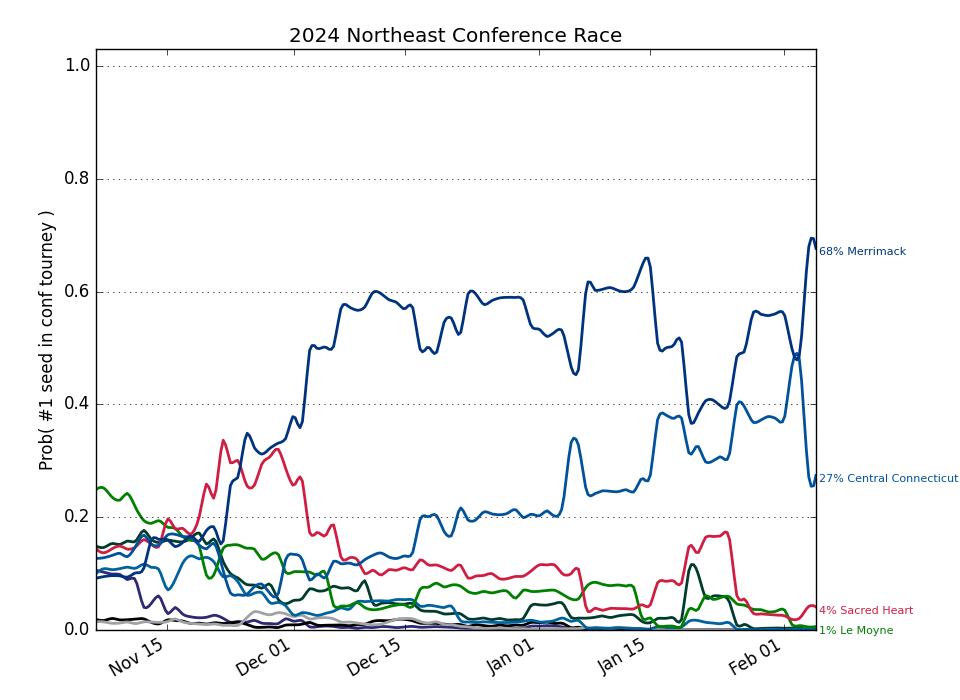 2024 Northeast Conference Race
Prob( #1 seed in conf tourney )
1.0
0.8
0.6
0.4
0.2
0.0
68% Merrimack
27% Central Connecticut
4% Sacred Heart
1% Le Moyne
Nov 15
Dec 01
Dec 15
Jan 01
Jan 15
Feb 01